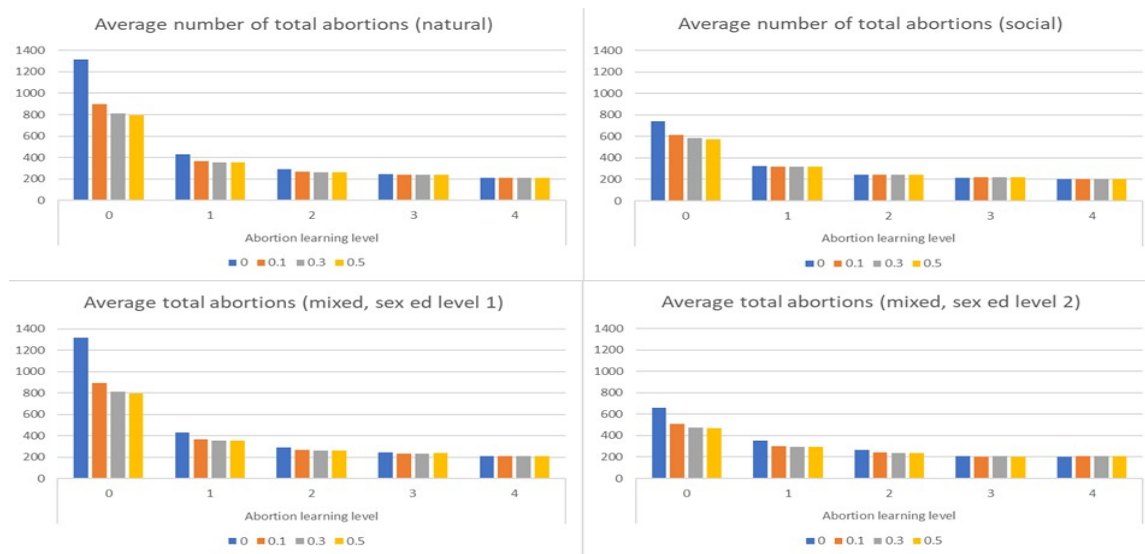 Average number of total abortions (natural)
1400
1200
1000
800
600
400
200
0
0 1 2 3 4
Abortion learning level
0 0.1 0.3 0.5
Average number of total abortions (social)
1400
1200
1000
800
600
400
200
0
0 1 2 3 4
Abortion learning level
0 0.1 0.3 0.5
Average total abortions (mixed, sex ed level 1)
1400
1200
1000
800
600
400
200
0
0 1 2 3 4
Abortion learning level
0 0.1 0.3 0.5
Average total abortions (mixed, sex ed level 2)
1400
1200
1000
800
600
400
200
0
0 1 2 3 4
Abortion learning level
0 0.1 0.3 0.5